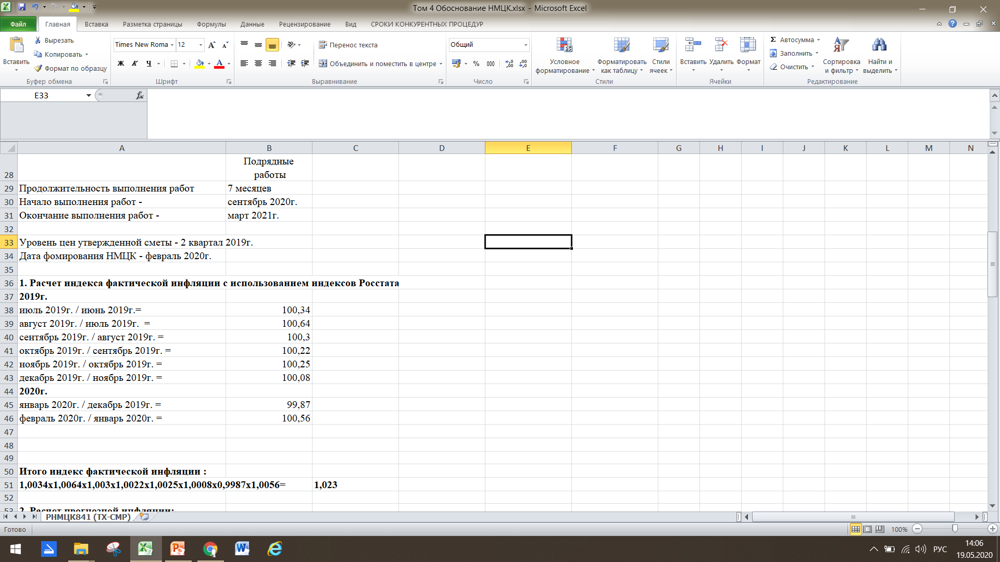 Том 4 Обоснование НМЦК.xlsx - Microsoft Excel
Файл Главная Вставка Разметка страницы Формулы Данные Рецензирование Вид СРОКИ КОНКУРЕНТНЫХ ПРОЦЕДУР
Вставить
Вырезать
Копировать
Формат по образцу
Буфер обмена
Times New Roma 12
Ж К Ч А
Шрифт
Перенос текста
Объединить и поместить в центре
Выравнивание
Общий
% 000
Число
Условное форматирование
Форматировать как таблицу
Стили ячеек
Стили
Вставить Удалить Формат
Ячейки
Σ Автосумма
Заполнить
Очистить
Сортировка и фильтр
Найти и выделить
Редактирование
E33 fx
A B C D E F G H I J K L M N
28 Подрядные
работы
29 Продолжительность выполнения работ 7 месяцев
30 Начало выполнения работ - сентябрь 2020г.
31 Окончание выполнения работ - март 2021г.
32
33 Уровень цен утвержденной сметы - 2 квартал 2019г.
34 Дата фомирования НМЦК - февраль 2020г.
35
36 1. Расчет индекса фактической инфляции с использованием индексов Росстата
37 2019г.
38 июль 2019г. / июнь 2019г.= 100,34
39 август 2019г. / июль 2019г. = 100,64
40 сентябрь 2019г. / август 2019г. = 100,3
41 октябрь 2019г. / сентябрь 2019г. = 100,22
42 ноябрь 2019г. / октябрь 2019г. = 100,25
43 декабрь 2019г. / ноябрь 2019г. = 100,08
44 2020г.
45 январь 2020г. / декабрь 2019г. = 99,87
46 февраль 2020г. / январь 2020г. = 100,56
47
48
49
50 Итого индекс фактической инфляции :
51 1,0034х1,0064х1,003х1,0022х1,0025х1,0008х0,9987х1,0056= 1,023
52
53 2. Расчет прогнозной инфляции:
РНМЦК841 (ТХ-СМР)
Готово 100%
РУС
14:06
19.05.2020